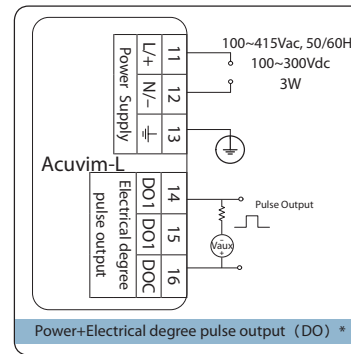 100~415Vac, 50/60H
100~300Vdc
3W
Power Supply
L/+
N/–
11
12
13
Acuvim-L
Electrical degree
pulse output
DO1
DO1
DOC
14
15
16
Pulse Output
Vaux
Power+Electrical degree pulse output（DO）*